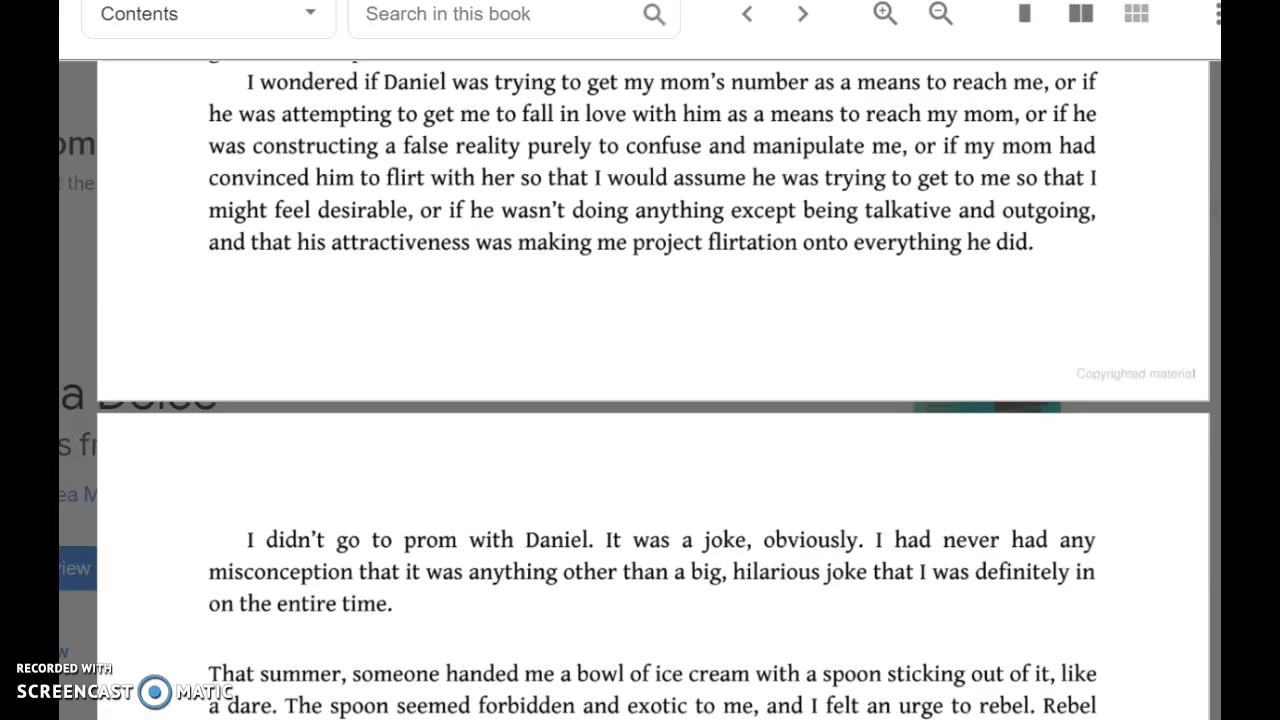 Contents
Search in this book
I wondered if Daniel was trying to get my mom’s number as a means to reach me, or if
he was attempting to get me to fall in love with him as a means to reach my mom, or if he
was constructing a false reality purely to confuse and manipulate me, or if my mom had
convinced him to flirt with her so that I would assume he was trying to get to me so that I
might feel desirable, or if he wasn’t doing anything except being talkative and outgoing,
and that his attractiveness was making me project flirtation onto everything he did.
Copyrighted material
I didn’t go to prom with Daniel. It was a joke, obviously. I had never had any
misconception that it was anything other than a big, hilarious joke that I was definitely in
on the entire time.
That summer, someone handed me a bowl of ice cream with a spoon sticking out of it, like
a dare. The spoon seemed forbidden and exotic to me, and I felt an urge to rebel. Rebel
om
t the
a
s fr
ea M
iew
w
RECORDED WITH
SCREENCAST MATIC